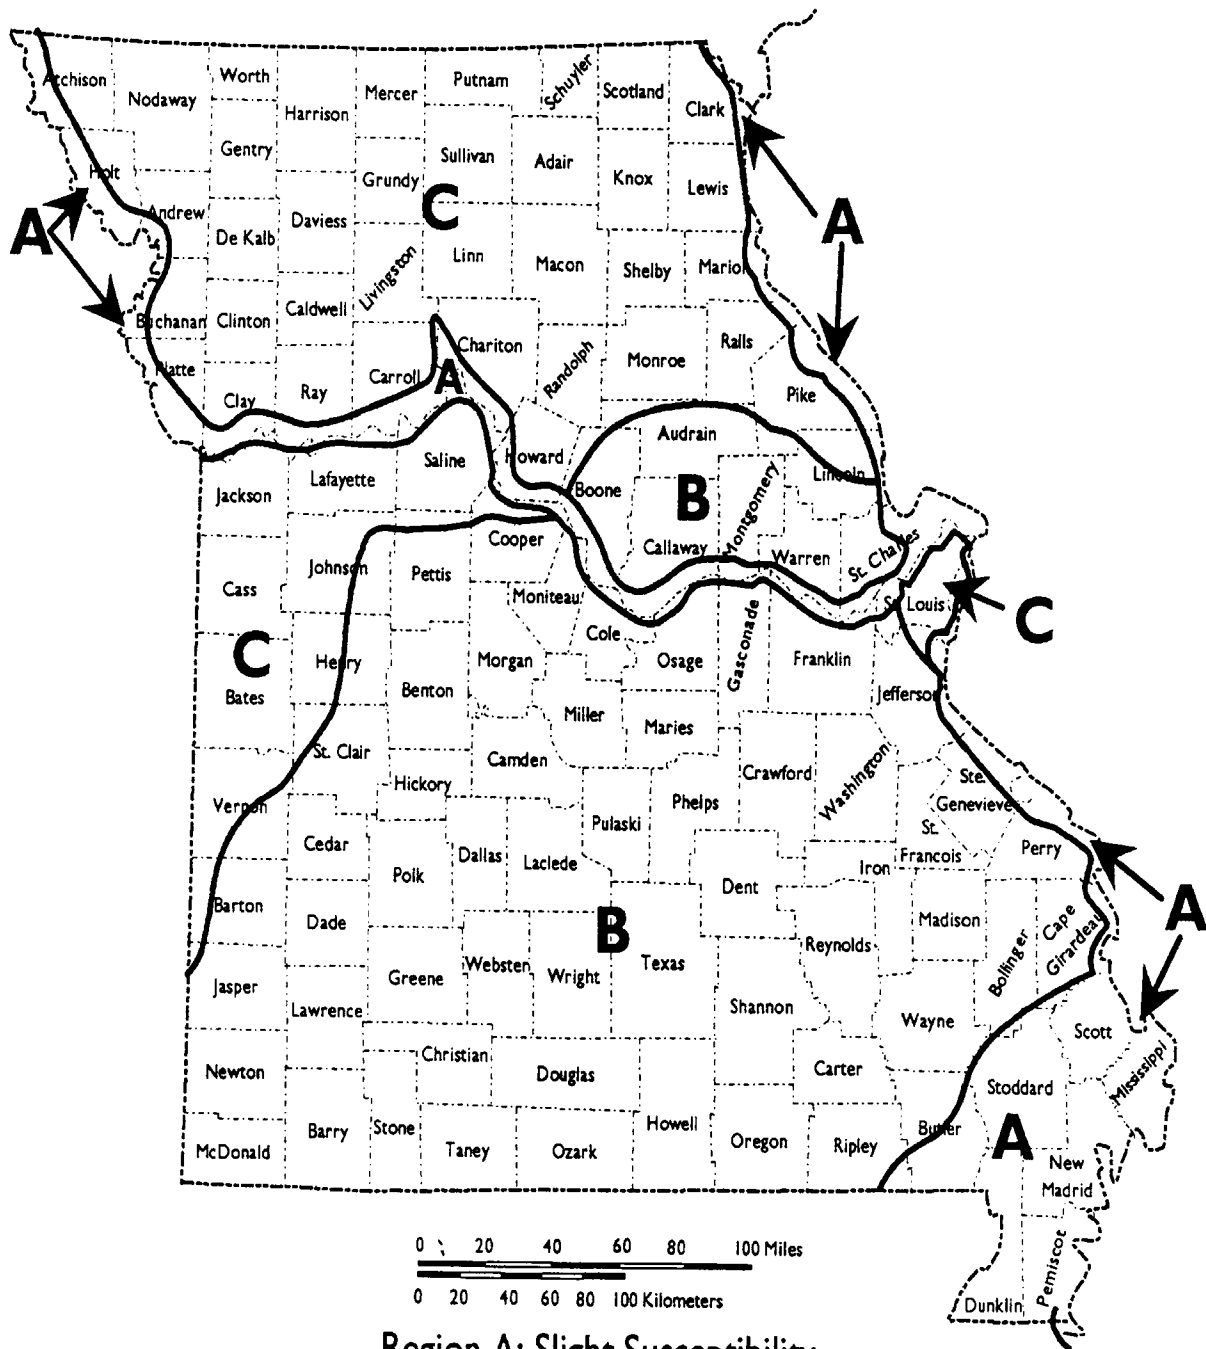 Atchison
Nodaway
Worth
Harrison
Mercer
Putnam
Schuyler
Scotland
Clark
Gentry
Sullivan
Adair
Knox
Lewis
Holt
Andrew
De Kalb
Daviess
Grundy
C
A
A
Linn
Macon
Shelby
Marion
Livingston
Buchanan
Clinton
Caldwell
Chariton
Randolph
Monroe
Ralls
Platte
Clay
Ray
Carroll
A
Pike
Audrain
Saline
Howard
Boone
B
Montgomery
Lincoln
Jackson
Lafayette
Cooper
Callaway
Warren
St. Charles
Johnson
Pettis
Cass
Moniteau
Cole
St. Louis
C
C
Henry
Morgan
Osage
Gasconade
Franklin
Bates
Benton
Miller
Maries
Jefferson
St. Clair
Camden
Crawford
Washington
Ste.
Genevieve
Hickory
Vernon
Phelps
Pulaski
St.
Francois
Cedar
Dallas
Laclede
Perry
Polk
Dent
Iron
A
Barton
Dade
B
Madison
Cape
Girardeau
Bollinger
Reynolds
Webster
Wright
Texas
Greene
Jasper
Lawrence
Shannon
Wayne
Scott
Christian
Newton
Douglas
Carter
Stoddard
Mississippi
Barry
Stone
Howell
Butler
A
McDonald
Taney
Ozark
Oregon
Ripley
New
Madrid
Pemiscot
Dunklin
0 20 40 60 80 100 Miles
0 20 40 60 80 100 Kilometers
Region A: Slight Susceptibility